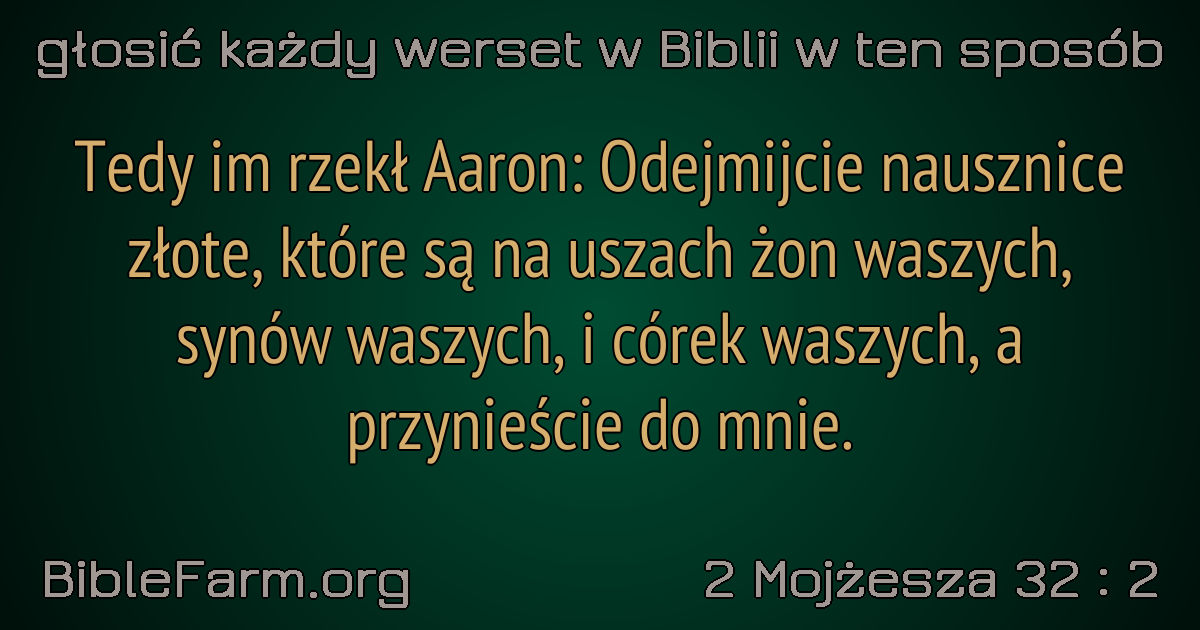 głosić każdy werset w Biblii w ten sposób
Tedy im rzekł Aaron: Odejmijcie nausznice
złote, które są na uszach żon waszych,
synów waszych, i córek waszych, a
przynieście do mnie.
BibleFarm.org
2 Mojżesza 32 : 2